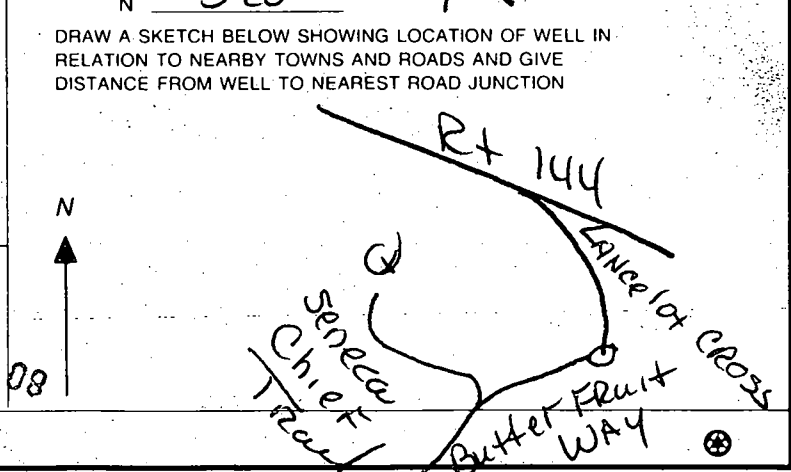 N
DRAW A SKETCH BELOW SHOWING LOCATION OF WELL IN
RELATION TO NEARBY TOWNS AND ROADS AND GIVE
DISTANCE FROM WELL TO NEAREST ROAD JUNCTION
Rt 144
N
Lancelot CROSS
Seneca
Chief
Trail
08
Butter FRuit
WAY